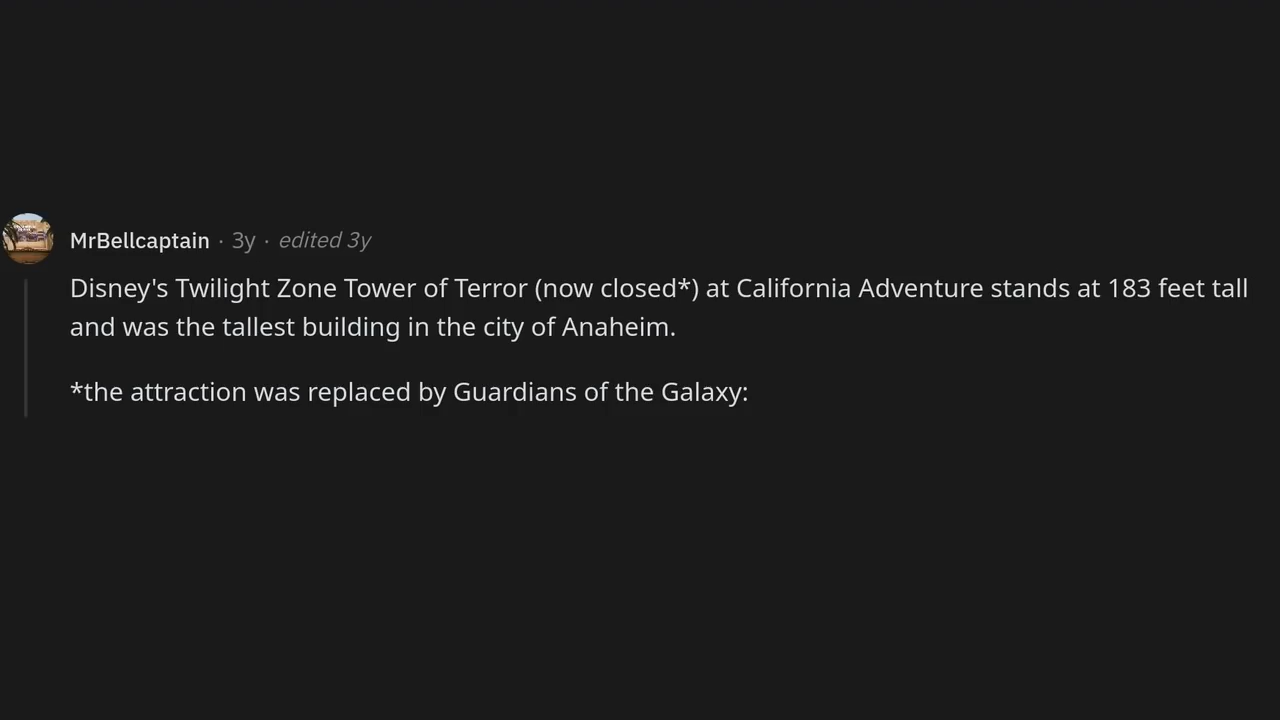 MrBellcaptain · 3y · edited 3y
Disney's Twilight Zone Tower of Terror (now closed*) at California Adventure stands at 183 feet tall
and was the tallest building in the city of Anaheim.
*the attraction was replaced by Guardians of the Galaxy: